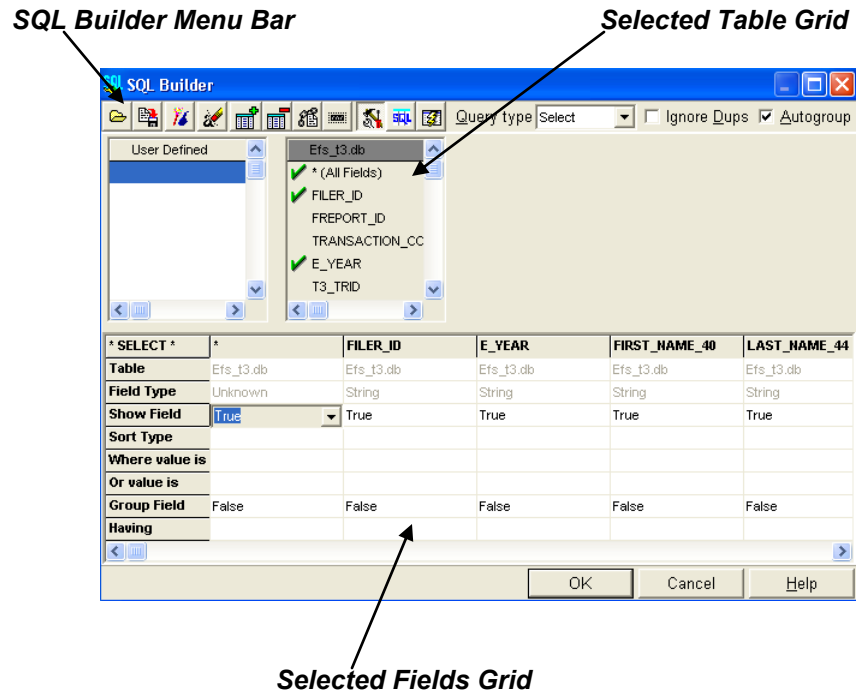 SQL Builder Menu Bar Selected Table Grid
SQL SQL Builder
SQL Query type Select Ignore Dups Autogroup
User Defined Efs_t3.db
* (All Fields)
FILER_ID
FREPORT_ID
TRANSACTION_CC
E_YEAR
T3_TRID
* SELECT * * FILER_ID E_YEAR FIRST_NAME_40 LAST_NAME_44
Table Efs_t3.db Efs_t3.db Efs_t3.db Efs_t3.db Efs_t3.db
Field Type Unknown String String String String
Show Field True True True True True
Sort Type
Where value is
Or value is
Group Field False False False False False
Having
OK Cancel Help
Selected Fields Grid